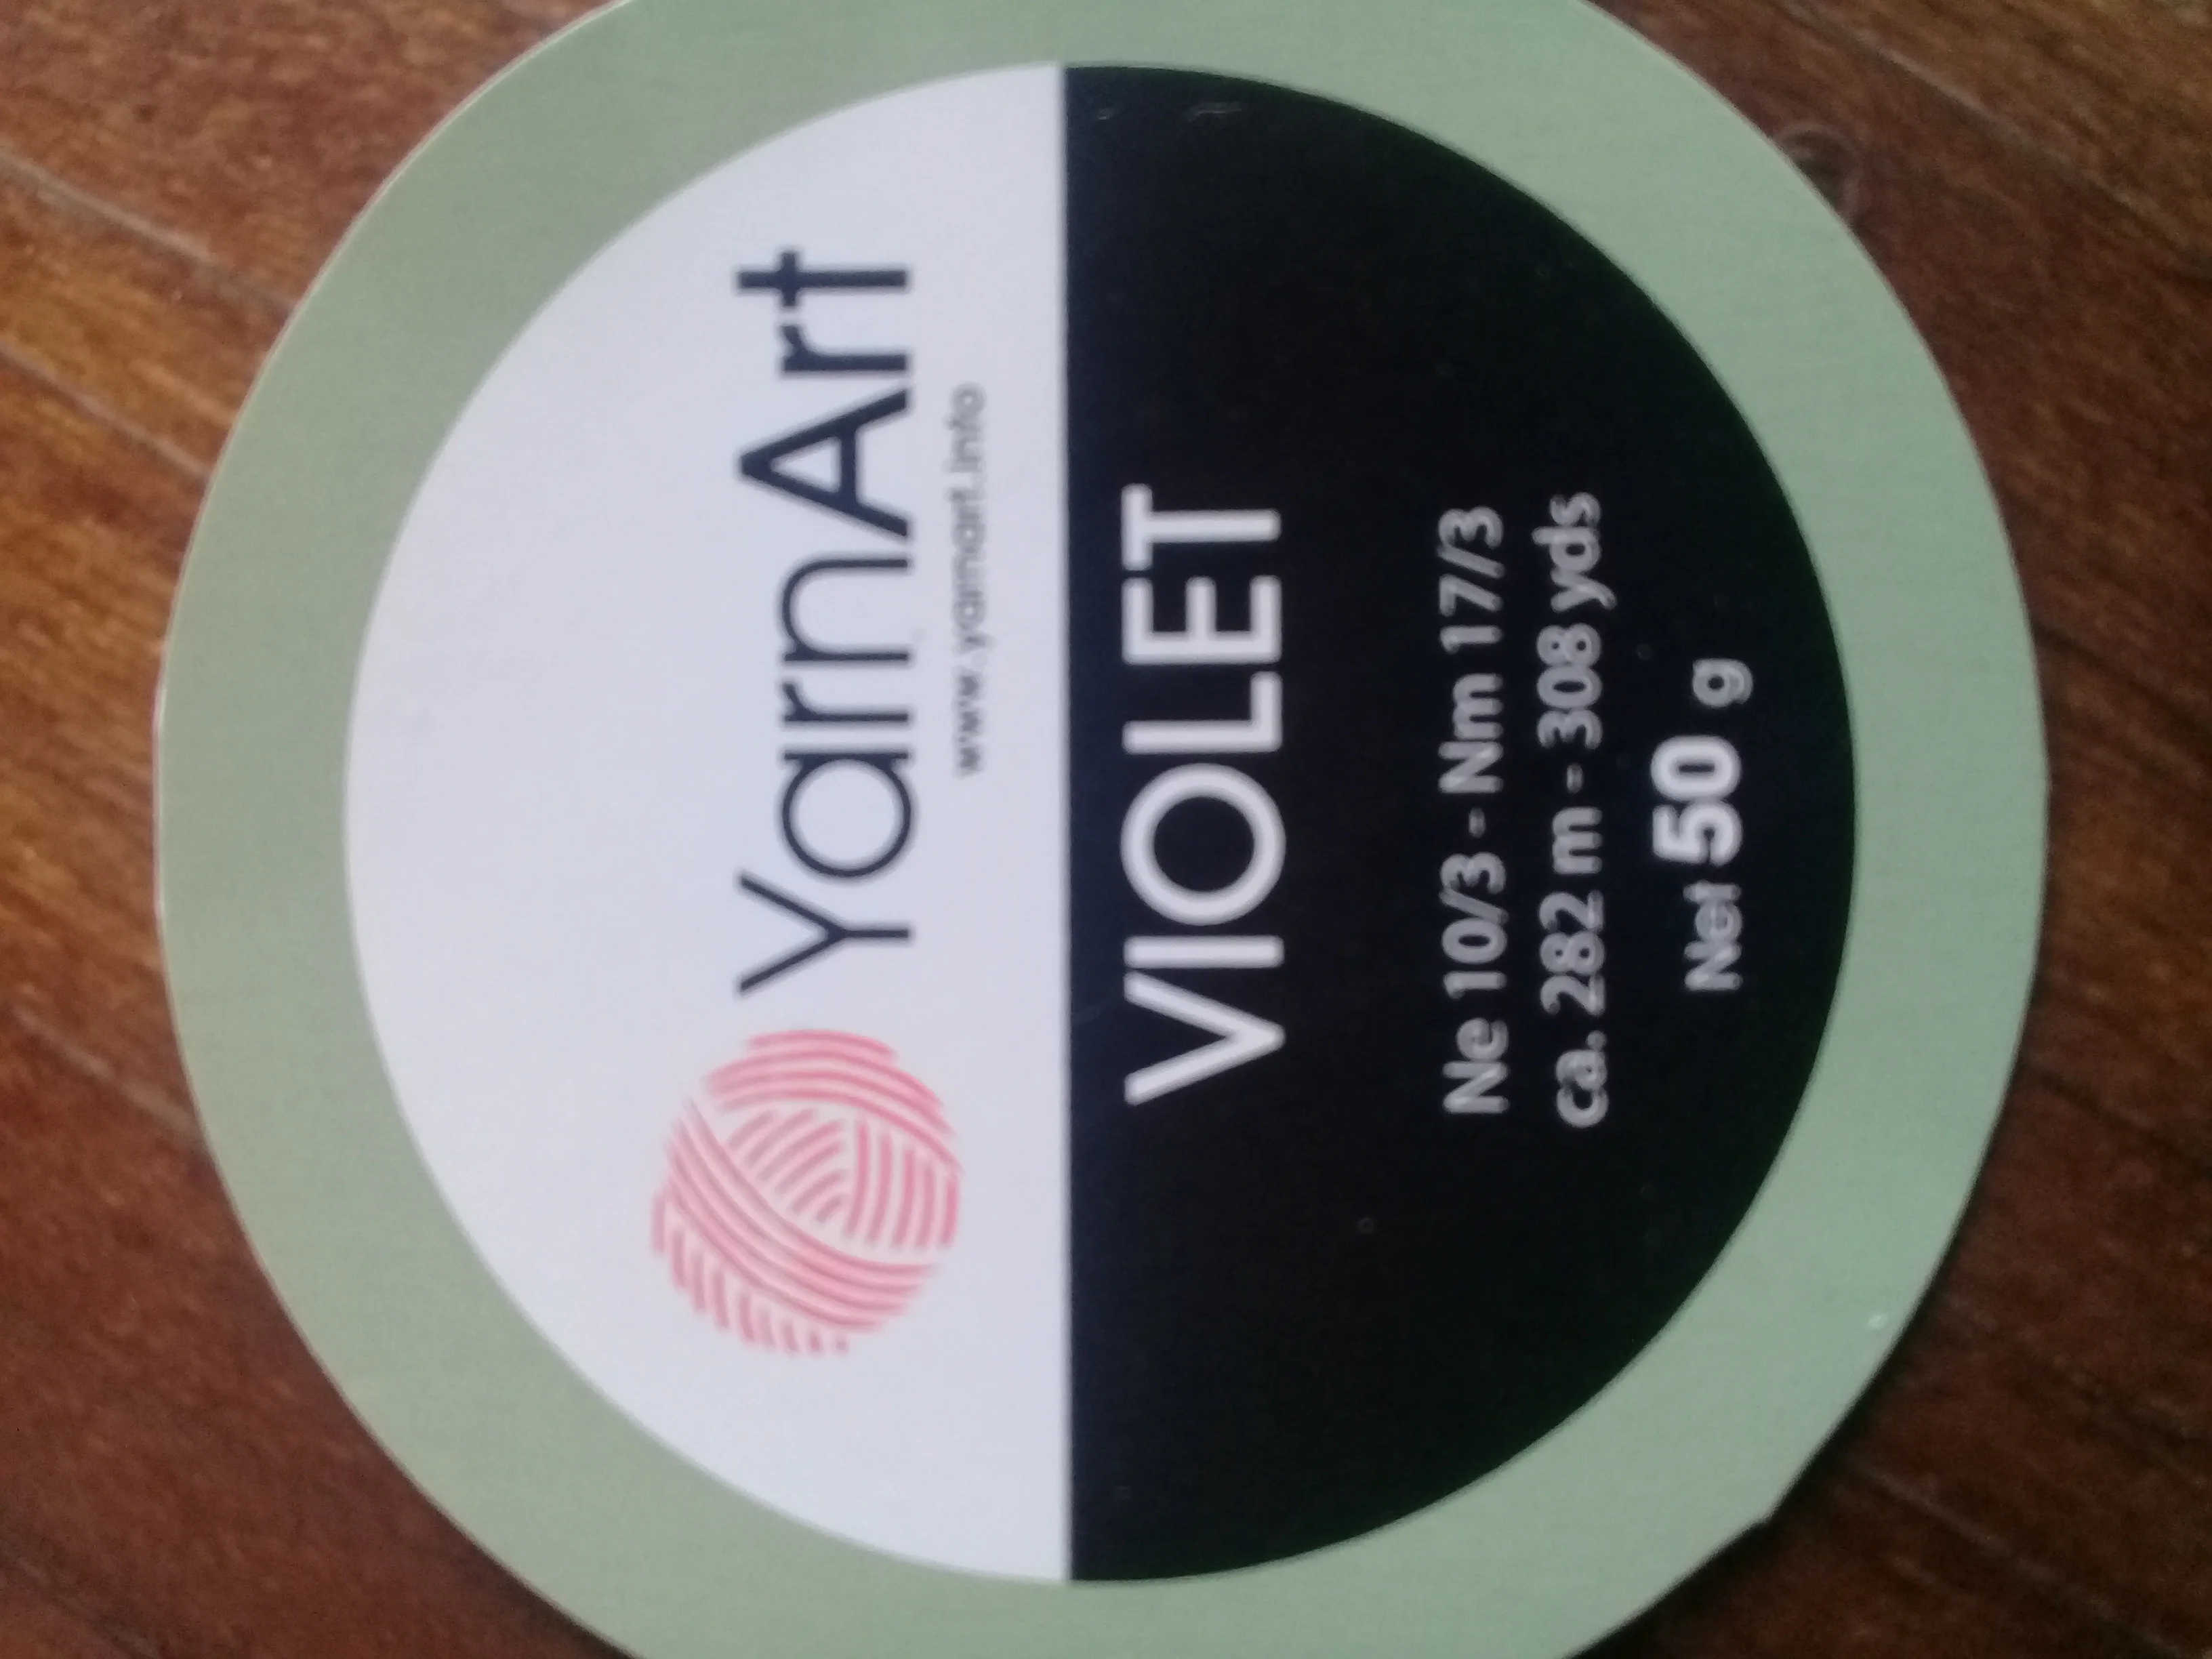 YarnArt
www.yarnart.info
VIOLET
Ne 10/3 - Nm 17/3
ca. 282 m - 308 yds
Net 50 g